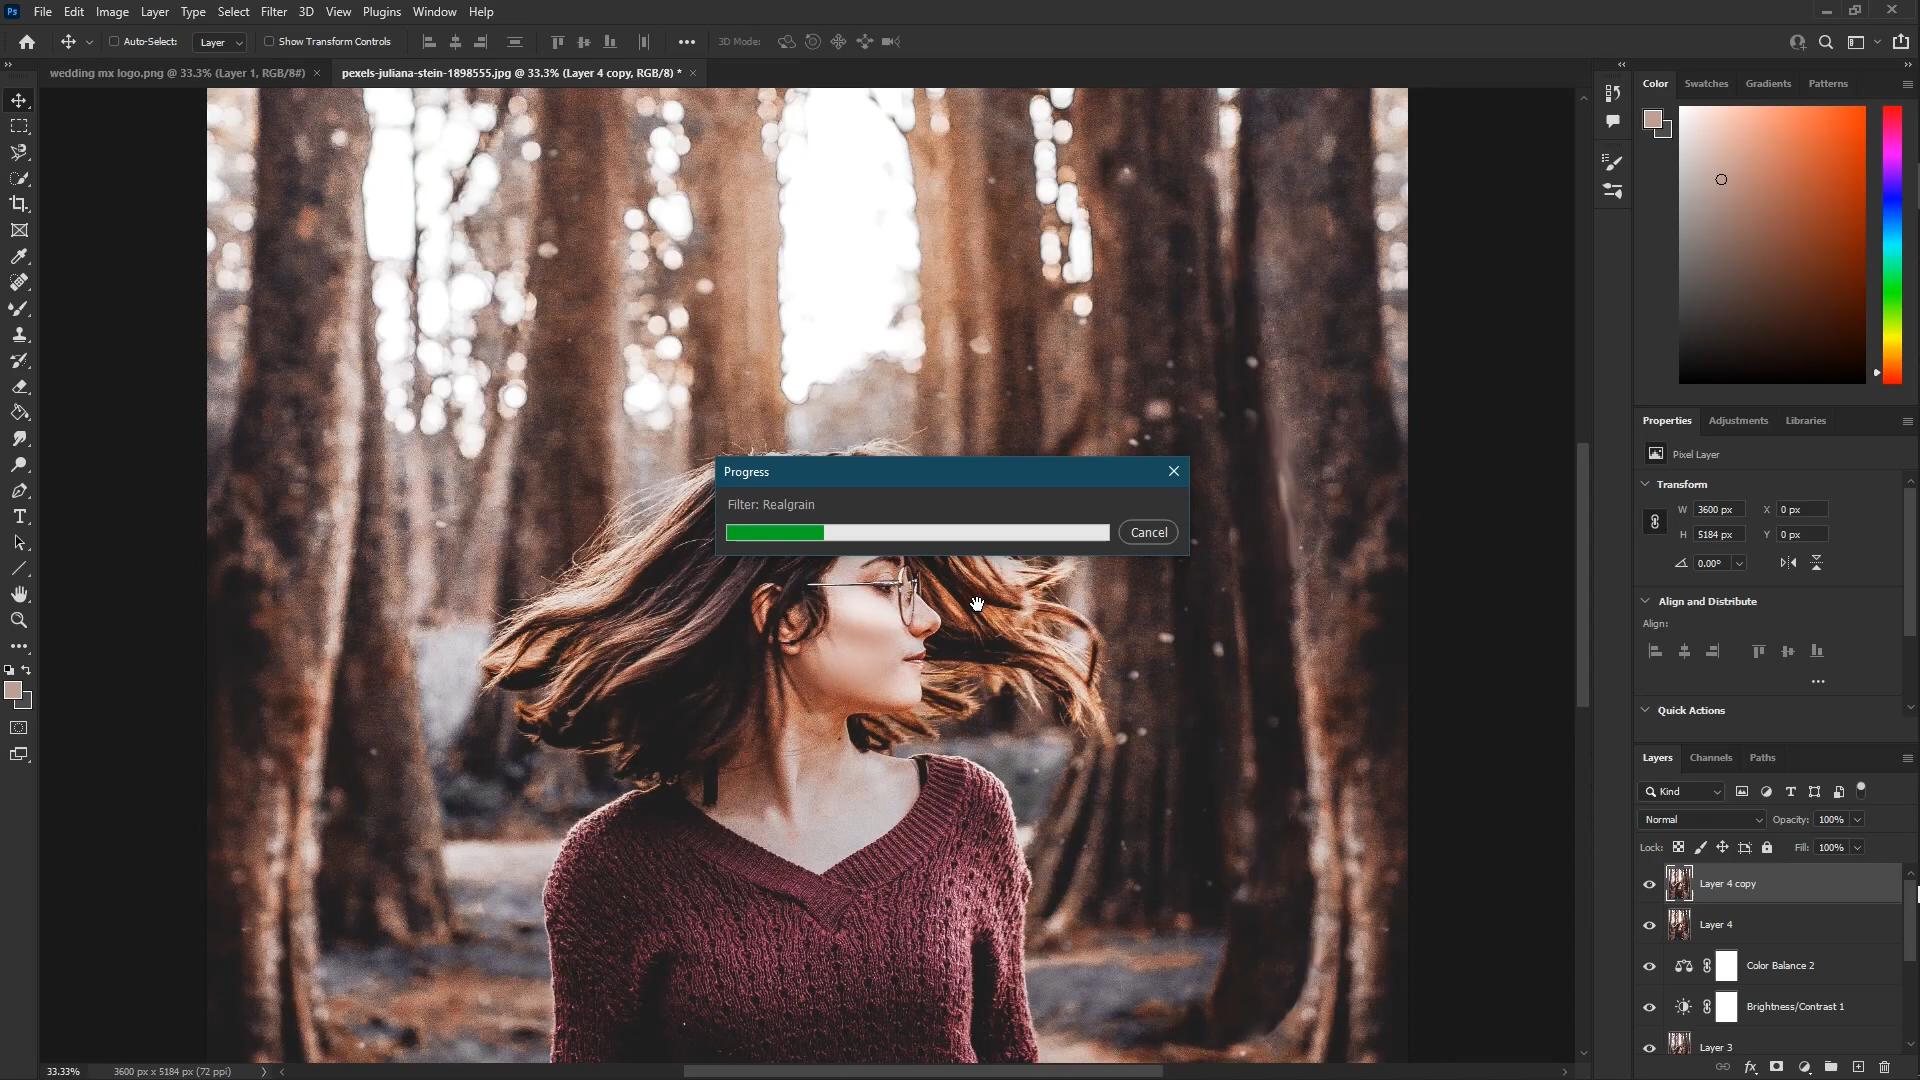 Ps File Edit Image Layer Type Select Filter 3D View Plugins Window Help
Auto-Select: Layer Show Transform Controls 3D Mode:
wedding mx logo.png @ 33.3% (Layer 1, RGB/8#) pexels-juliana-stein-1898555.jpg @ 33.3% (Layer 4 copy, RGB/8) *
Color Swatches Gradients Patterns
Properties Adjustments Libraries
Pixel Layer
Transform
W 3600 px X 0 px
H 5184 px Y 0 px
0.00°
Align and Distribute
Align:
Quick Actions
Progress
Filter: Realgrain
Cancel
Layers Channels Paths
Kind
Normal Opacity: 100%
Lock: Fill: 100%
Layer 4 copy
Layer 4
Color Balance 2
Brightness/Contrast 1
Layer 3
33.33% 3600 px x 5184 px (72 ppi)